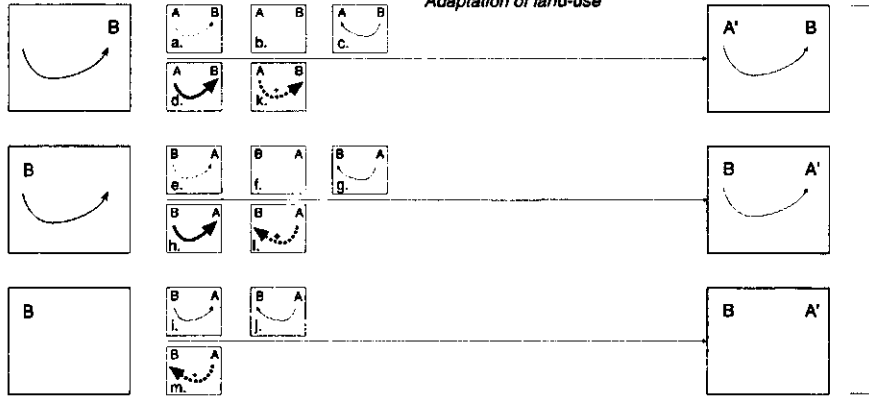 Adaptation of land-use
B
A B
a.
A B
b.
A B
c.
A' B
A B
d.
A B
k.
B
B A
e.
B A
f.
B A
g.
B A'
B A
h.
B A
l.
B
B A
i.
B A
j.
B A'
B A
m.